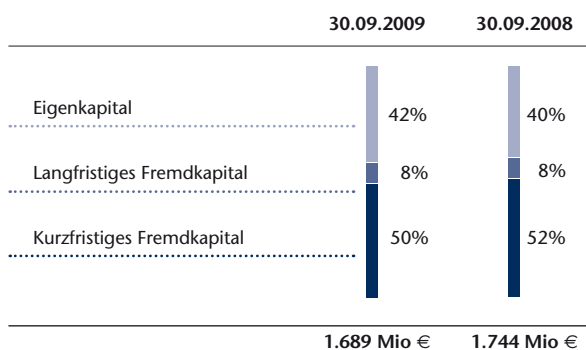 30.09.2009 30.09.2008
Eigenkapital 42% 40%
Langfristiges Fremdkapital 8% 8%
Kurzfristiges Fremdkapital 50% 52%
1.689 Mio € 1.744 Mio €